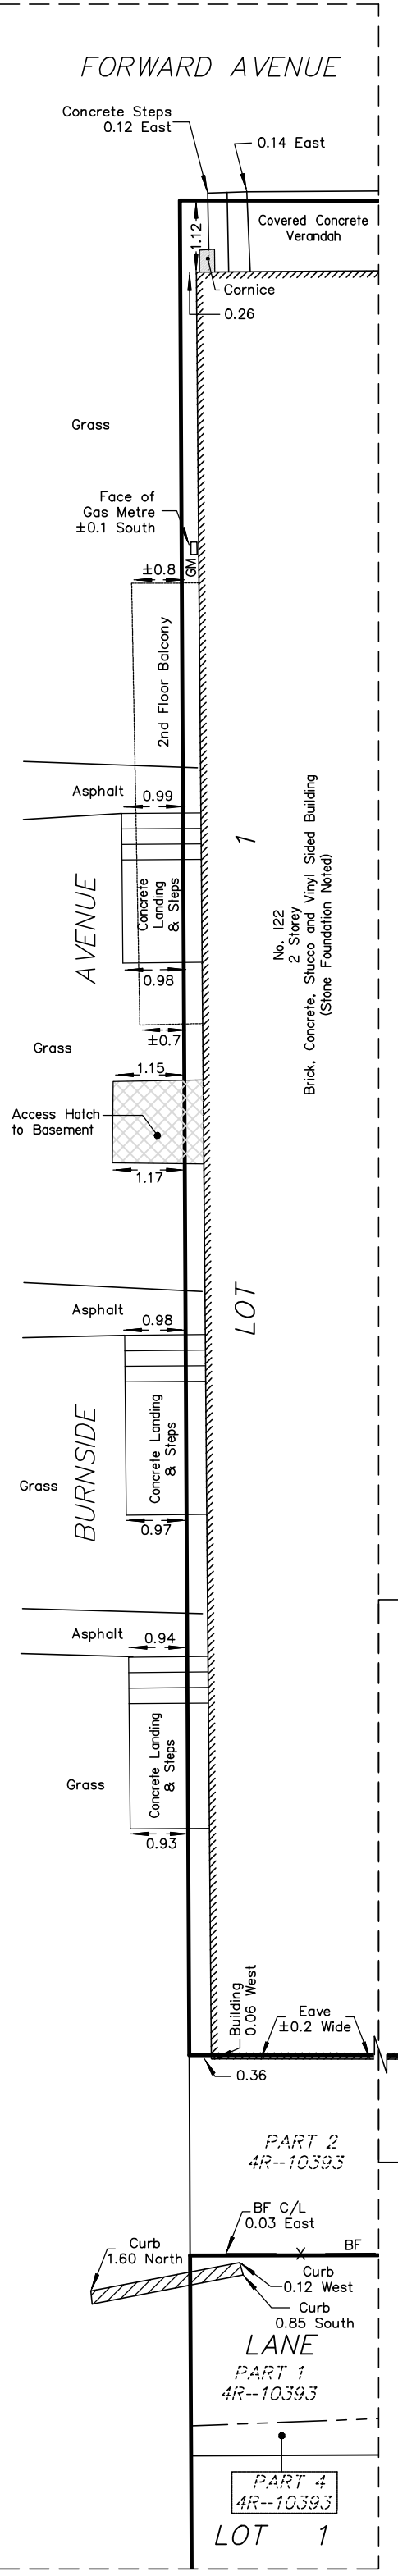 FORWARD AVENUE
Concrete Steps
0.12 East
0.14 East
1.12
Covered Concrete
Verandah
Cornice
0.26
Grass
Face of
Gas Metre
±0.1 South
GM
±0.8
2nd Floor Balcony
Asphalt
0.99
Concrete
Landing
& Steps
0.98
AVENUE
1
No. 122
2 Storey
Brick, Concrete, Stucco and Vinyl Sided Building
(Stone Foundation Noted)
±0.7
Grass
1.15
Access Hatch
to Basement
1.17
LOT
Asphalt
0.98
Concrete Landing
& Steps
BURNSIDE
Grass
0.97
Asphalt
0.94
Concrete Landing
& Steps
Grass
0.93
Building
0.06 West
Eave
±0.2 Wide
0.36
PART 2
4R--10393
BF C/L
0.03 East
BF
Curb
1.60 North
Curb
0.12 West
Curb
0.85 South
LANE
PART 1
4R--10393
PART 4
4R--10393
LOT 1